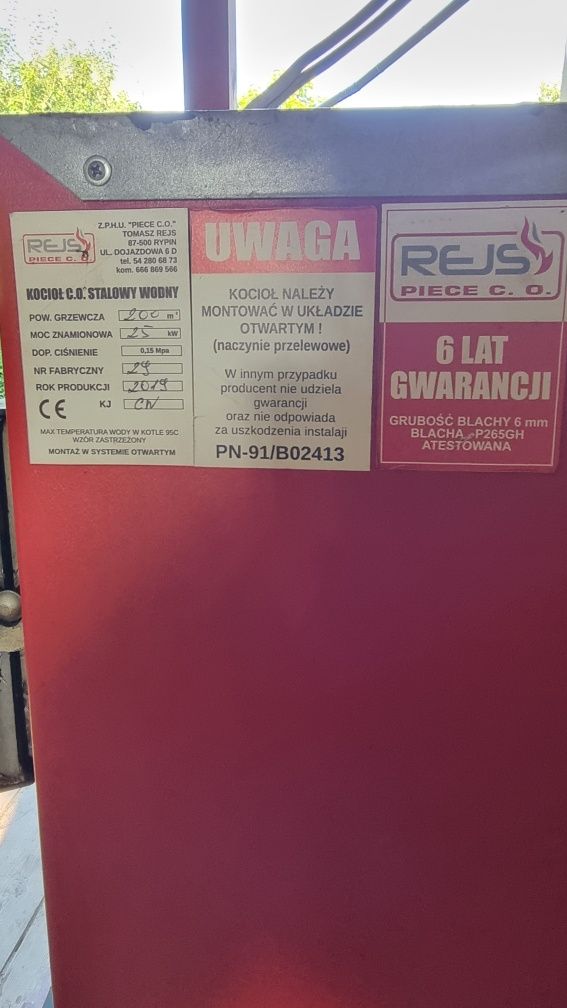 REJS
PIECE C. O.
Z.P.H.U. "PIECE C.O."
TOMASZ REJS
87-500 RYPIN
UL. DOJAZDOWA 6 D
tel. 54 280 68 73
kom. 666 869 566
KOCIOŁ C.O. STALOWY WODNY
POW. GRZEWCZA 200 m²
MOC ZNAMIONOWA 25 kW
DOP. CIŚNIENIE 0,15 Mpa
NR FABRYCZNY 29
ROK PRODUKCJI 2019
CE KJ CW
MAX TEMPERATURA WODY W KOTLE 95C
WZÓR ZASTRZEŻONY
MONTAŻ W SYSTEMIE OTWARTYM
UWAGA
KOCIOŁ NALEŻY
MONTOWAĆ W UKŁADZIE
OTWARTYM !
(naczynie przelewowe)
W innym przypadku
producent nie udziela
gwarancji
oraz nie odpowiada
za uszkodzenia instalaji
PN-91/B02413
REJS
PIECE C. O.
6 LAT
GWARANCJI
GRUBOŚĆ BLACHY 6 mm
BLACHA P265GH
ATESTOWANA